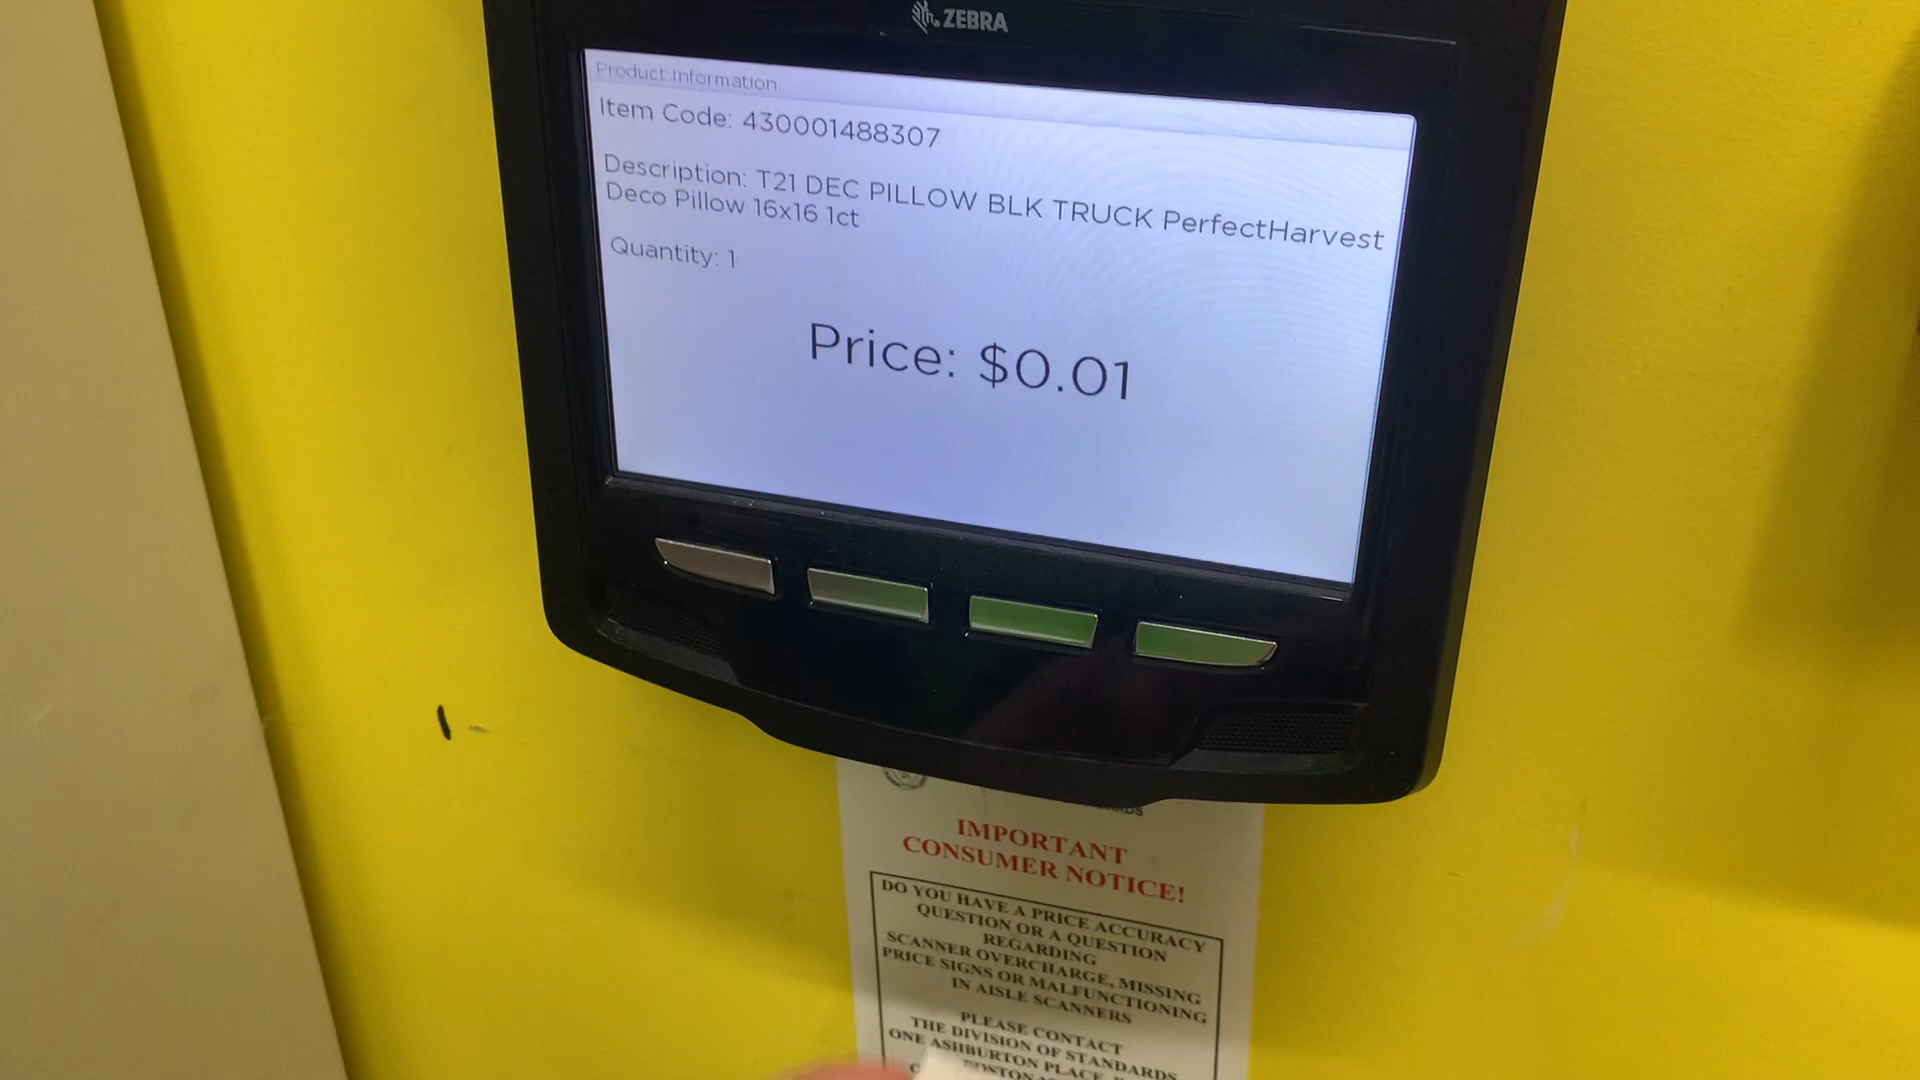 ZEBRA
Product Information
Item Code: 430001488307
Description: T21 DEC PILLOW BLK TRUCK PerfectHarvest
Deco Pillow 16x16 1ct
Quantity: 1
Price: $0.01
IMPORTANT
CONSUMER NOTICE!
DO YOU HAVE A PRICE ACCURACY
QUESTION OR A QUESTION
REGARDING
SCANNER OVERCHARGE, MISSING
PRICE SIGNS OR MALFUNCTIONING
IN AISLE SCANNERS
PLEASE CONTACT
THE DIVISION OF STANDARDS
ONE ASHBURTON PLACE,